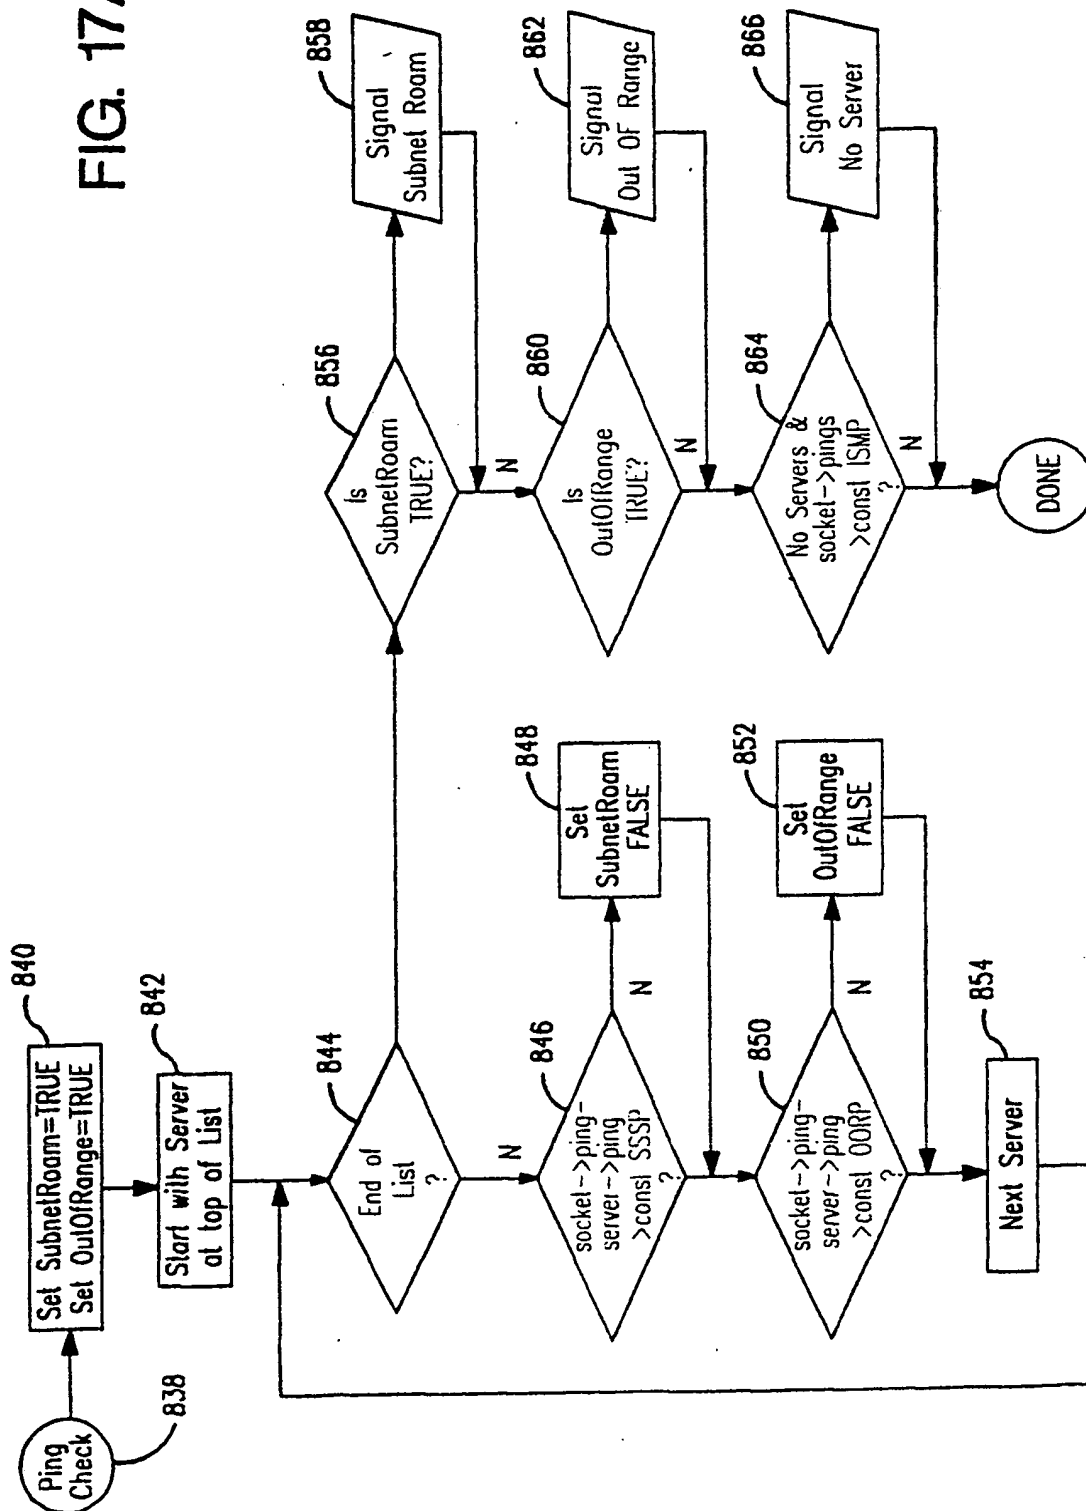 FIG. 17A
Ping
Check
838
Set SubnetRoam=TRUE
Set OutOfRange=TRUE
840
Start with Server
at top of List
842
End of
List
?
844
N
socket->ping-
server->ping
>const SSSP
?
846
N
Set
SubnetRoam
FALSE
848
socket->ping-
server->ping
>const OORP
?
850
N
Set
OutOfRange
FALSE
852
Next Server
854
Is
SubnetRoam
TRUE?
856
N
Signal
Subnet Roam
858
Is
OutOfRange
TRUE?
860
N
Signal
Out OF Range
862
No Servers &
socket->pings
>const ISMP
?
864
N
Signal
No Server
866
DONE